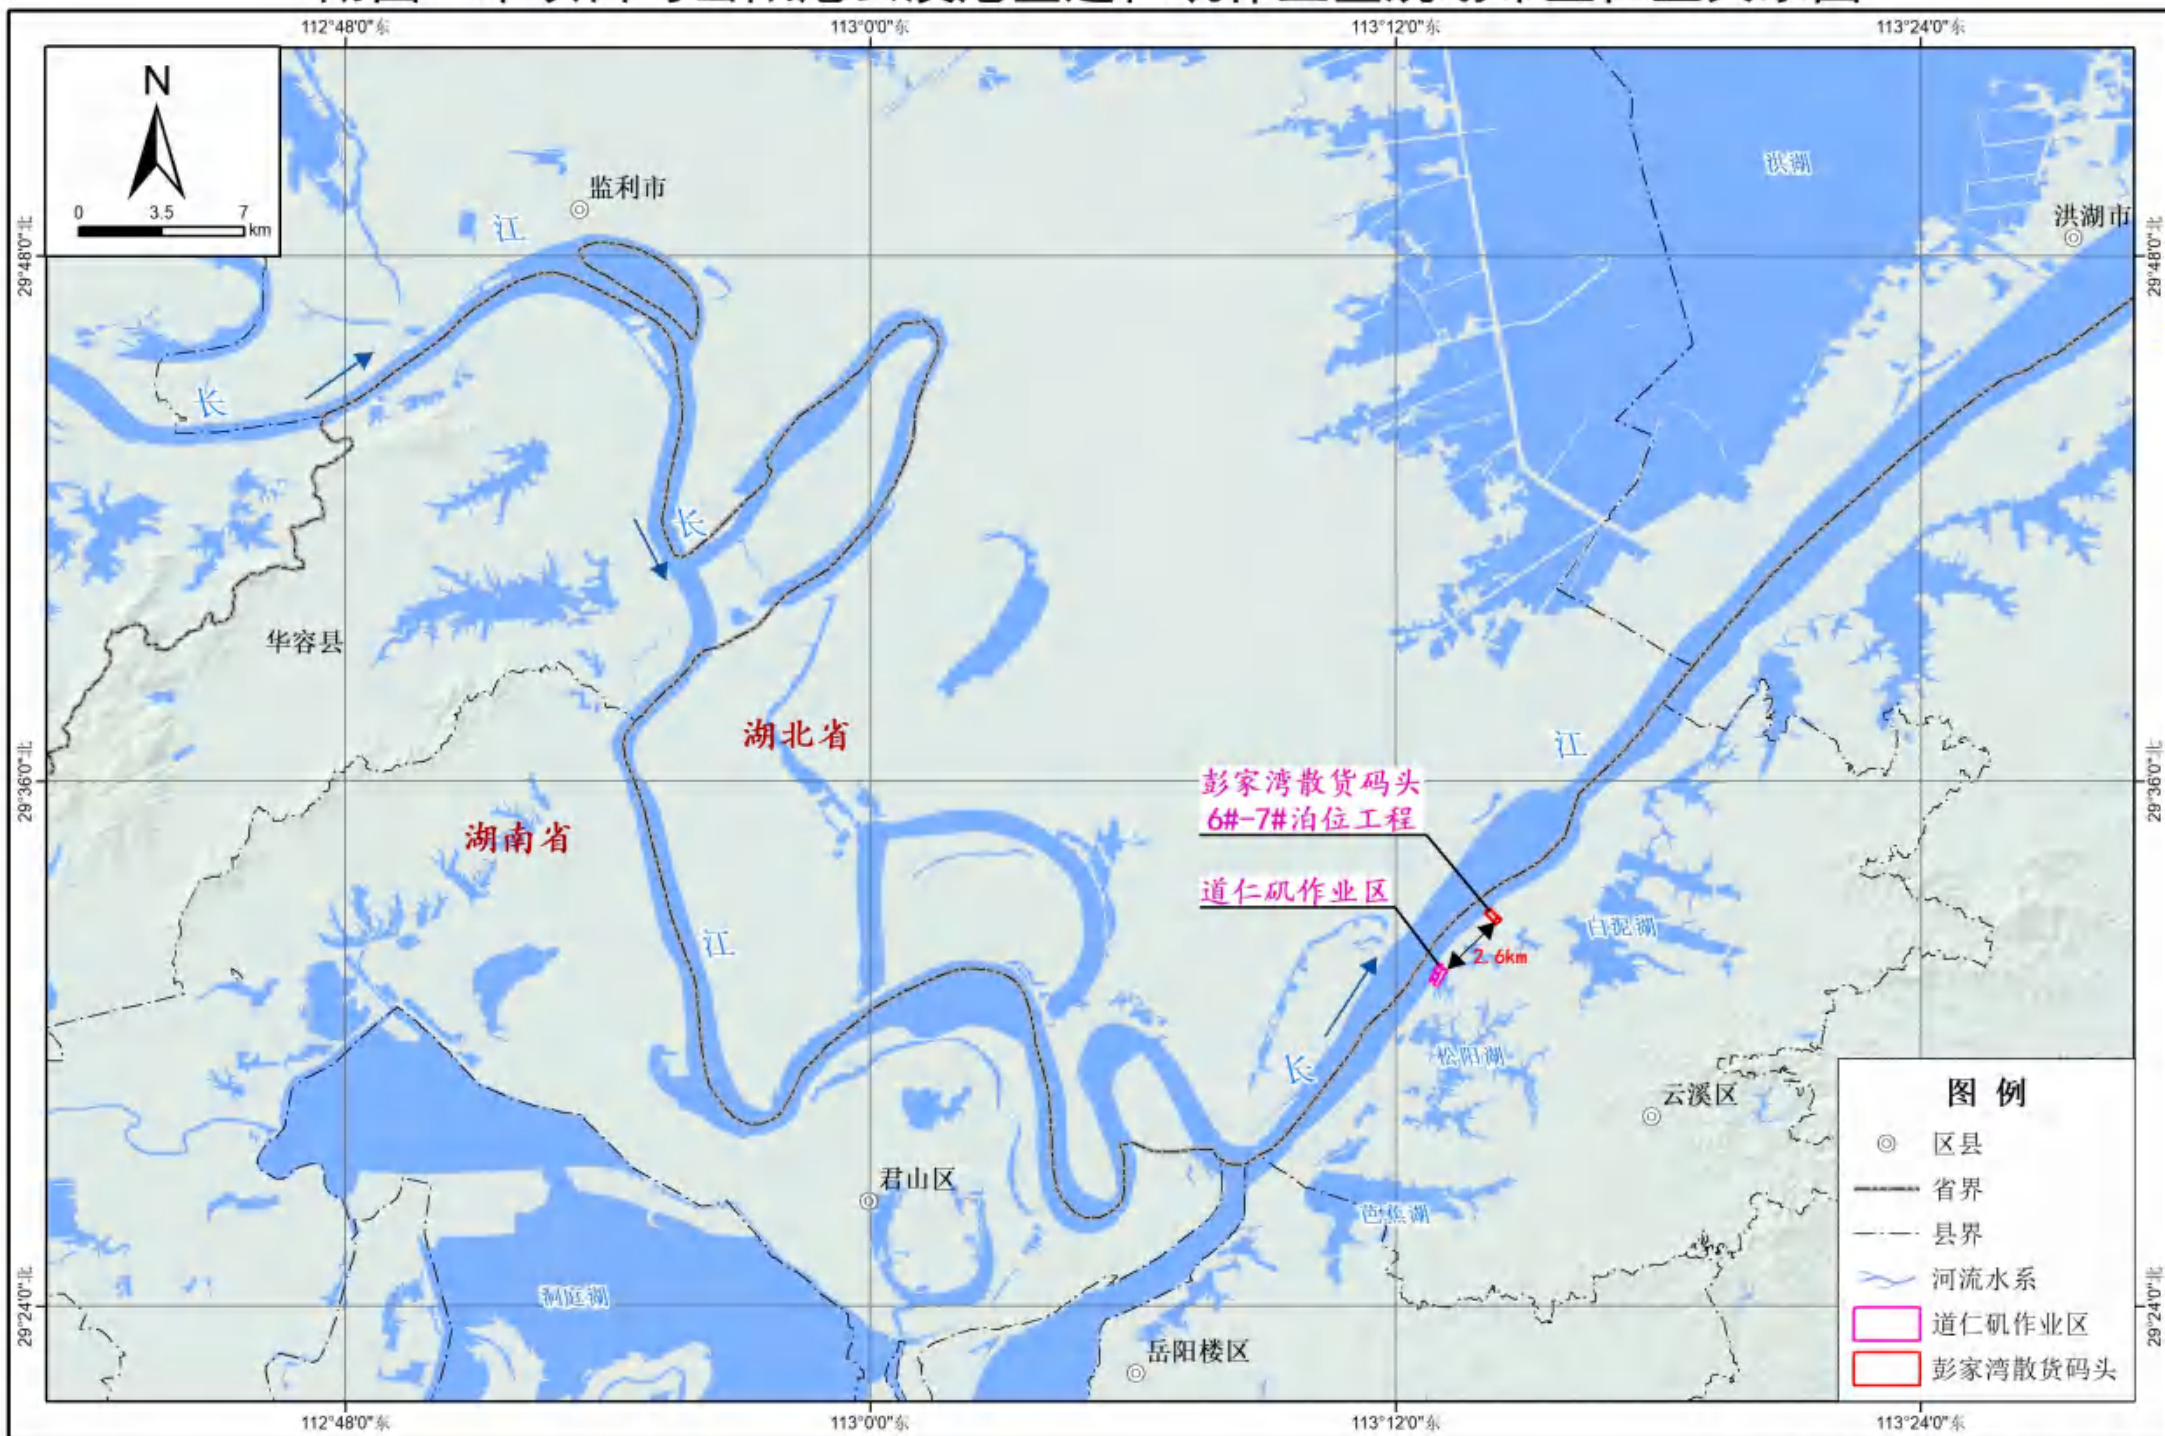 112°48'0"东
113°0'0"东
113°12'0"东
113°24'0"东
N
0 3.5 7
km
监利市
洪湖
洪湖市
29°48'0"北
29°48'0"北
江
长
长
华容县
湖北省
江
29°36'0"北
29°36'0"北
彭家湾散货码头
6#-7#泊位工程
湖南省
道仁矶作业区
白泥湖
江
2.6km
松阳湖
长
云溪区
君山区
芭蕉湖
洞庭湖
29°24'0"北
29°24'0"北
岳阳楼区
图 例
区县
省界
县界
河流水系
道仁矶作业区
彭家湾散货码头
112°48'0"东
113°0'0"东
113°12'0"东
113°24'0"东